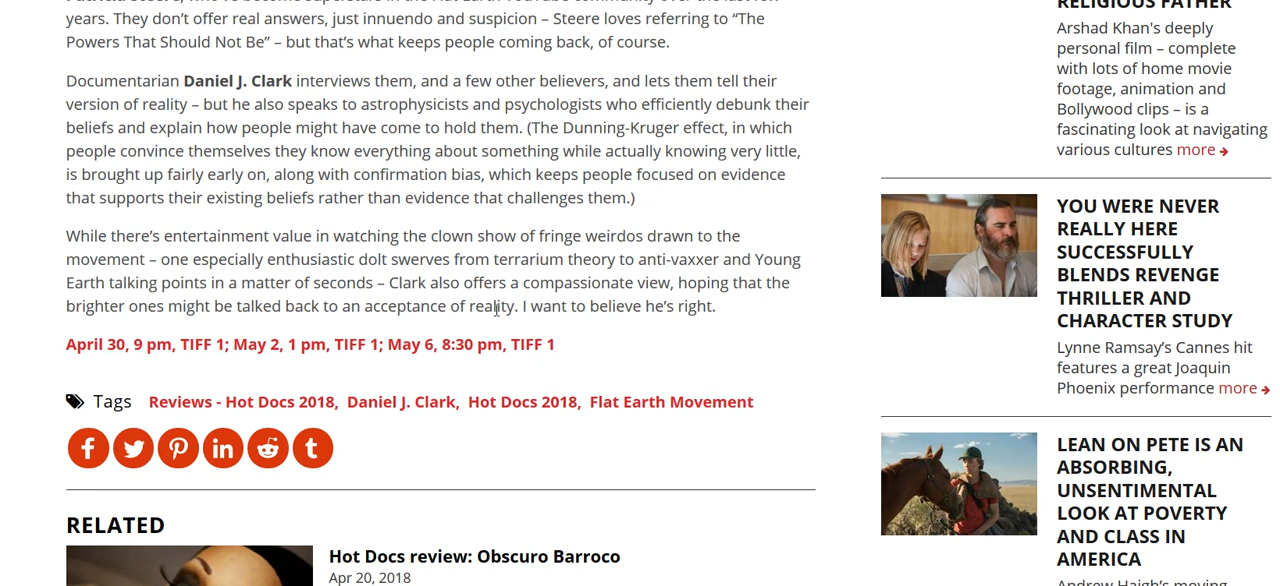 years. They don’t offer real answers, just innuendo and suspicion – Steere loves referring to “The
Powers That Should Not Be” – but that’s what keeps people coming back, of course.
Documentarian Daniel J. Clark interviews them, and a few other believers, and lets them tell their
version of reality – but he also speaks to astrophysicists and psychologists who efficiently debunk their
beliefs and explain how people might have come to hold them. (The Dunning-Kruger effect, in which
people convince themselves they know everything about something while actually knowing very little,
is brought up fairly early on, along with confirmation bias, which keeps people focused on evidence
that supports their existing beliefs rather than evidence that challenges them.)
While there’s entertainment value in watching the clown show of fringe weirdos drawn to the
movement – one especially enthusiastic dolt swerves from terrarium theory to anti-vaxxer and Young
Earth talking points in a matter of seconds – Clark also offers a compassionate view, hoping that the
brighter ones might be talked back to an acceptance of reality. I want to believe he’s right.
April 30, 9 pm, TIFF 1; May 2, 1 pm, TIFF 1; May 6, 8:30 pm, TIFF 1
Tags Reviews - Hot Docs 2018, Daniel J. Clark, Hot Docs 2018, Flat Earth Movement
RELATED
Hot Docs review: Obscuro Barroco
Apr 20, 2018
RELIGIOUS FATHER
Arshad Khan's deeply
personal film – complete
with lots of home movie
footage, animation and
Bollywood clips – is a
fascinating look at navigating
various cultures more
YOU WERE NEVER
REALLY HERE
SUCCESSFULLY
BLENDS REVENGE
THRILLER AND
CHARACTER STUDY
Lynne Ramsay’s Cannes hit
features a great Joaquin
Phoenix performance more
LEAN ON PETE IS AN
ABSORBING,
UNSENTIMENTAL
LOOK AT POVERTY
AND CLASS IN
AMERICA
Andrew Haigh’s moving